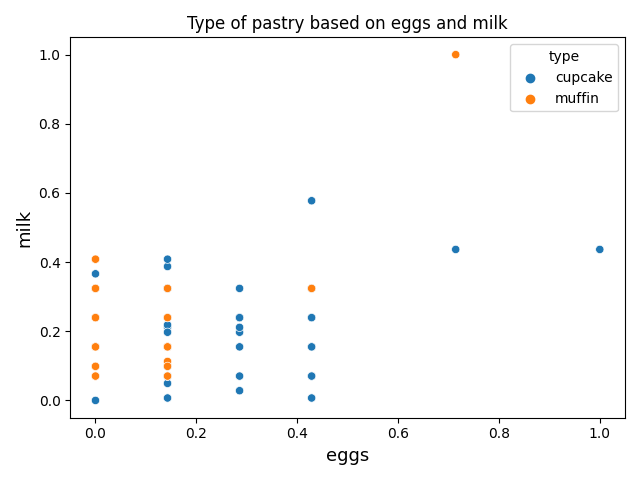 Type of pastry based on eggs and milk
type
cupcake
muffin
1.0
0.8
0.6
0.4
0.2
0.0
milk
0.0 0.2 0.4 0.6 0.8 1.0
eggs